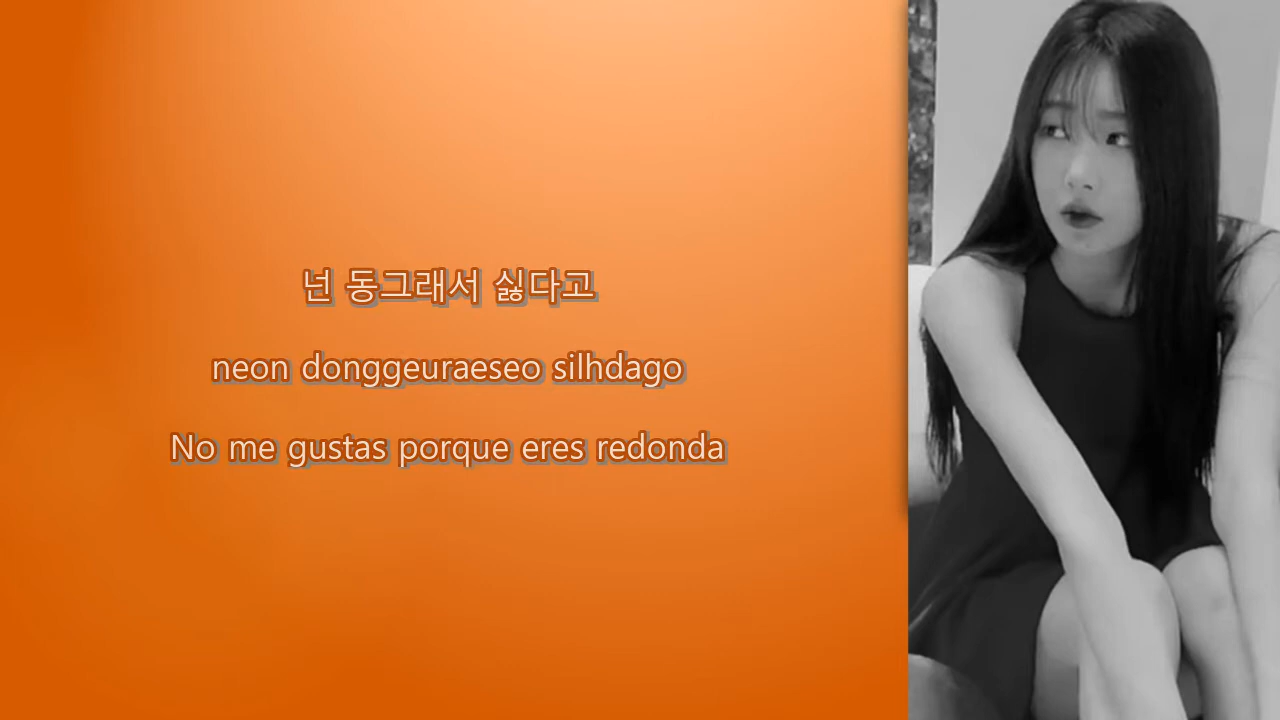 넌 동그래서 싫다고
neon donggeuraeseo silhdago
No me gustas porque eres redonda